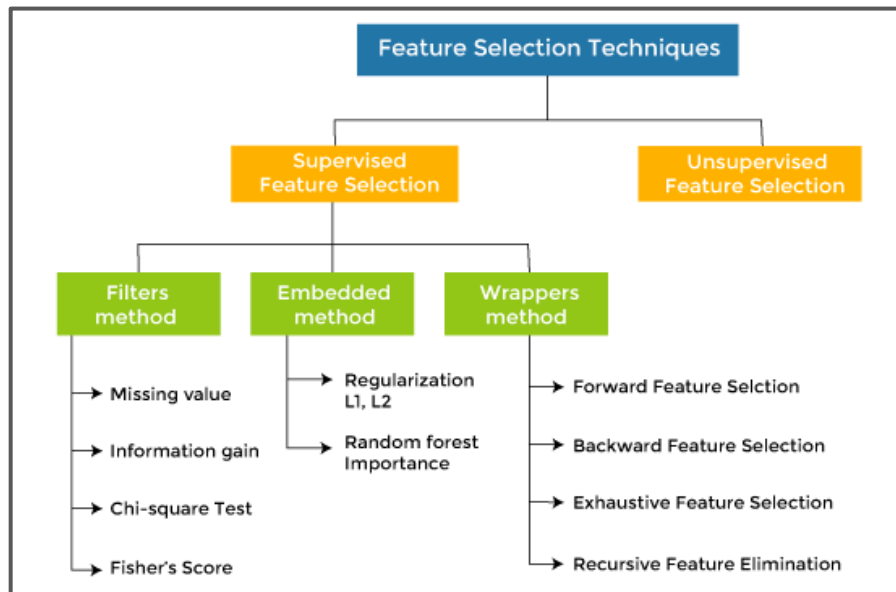 Feature Selection Techniques
Supervised
Feature Selection
Unsupervised
Feature Selection
Filters
method
Embedded
method
Wrappers
method
Missing value
Information gain
Chi-square Test
Fisher's Score
Regularization
L1, L2
Random forest
Importance
Forward Feature Selction
Backward Feature Selection
Exhaustive Feature Selection
Recursive Feature Elimination